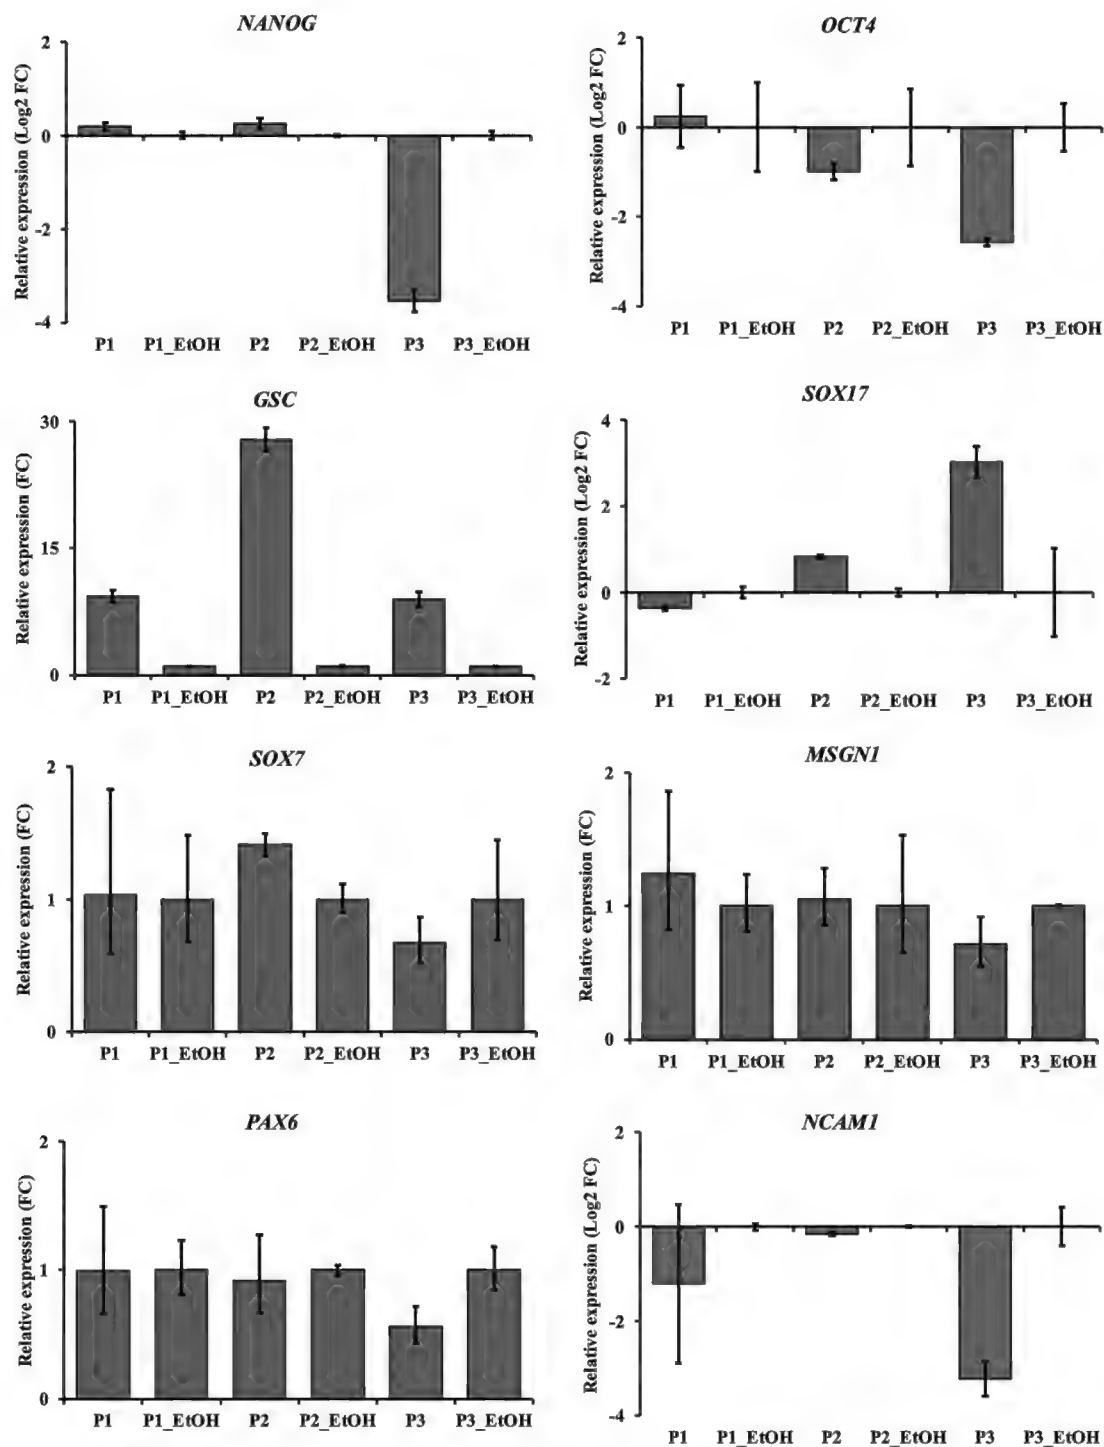 NANOG
Relative expression (Log2 FC)
2
0
-2
-4
P1 P1_EtOH P2 P2_EtOH P3 P3_EtOH
OCT4
Relative expression (Log2 FC)
2
0
-2
-4
P1 P1_EtOH P2 P2_EtOH P3 P3_EtOH
GSC
Relative expression (FC)
30
15
0
P1 P1_EtOH P2 P2_EtOH P3 P3_EtOH
SOX17
Relative expression (Log2 FC)
4
2
0
-2
P1 P1_EtOH P2 P2_EtOH P3 P3_EtOH
SOX7
Relative expression (FC)
2
1
0
P1 P1_EtOH P2 P2_EtOH P3 P3_EtOH
MSGN1
Relative expression (FC)
2
1
0
P1 P1_EtOH P2 P2_EtOH P3 P3_EtOH
PAX6
Relative expression (FC)
2
1
0
P1 P1_EtOH P2 P2_EtOH P3 P3_EtOH
NCAM1
Relative expression (Log2 FC)
2
0
-2
-4
P1 P1_EtOH P2 P2_EtOH P3 P3_EtOH